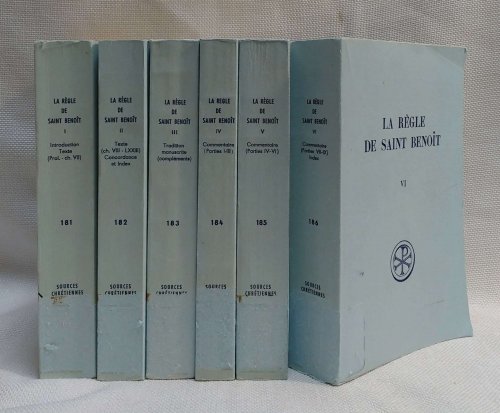 LA RÈGLE
DE
SAINT BENOÎT
I
Introduction
Texte
(Prol. - ch. VII)
181
SOURCES
CHRÉTIENNES
LA RÈGLE
DE
SAINT BENOÎT
II
Texte
(ch. VIII - LXXIII)
Concordance
et Index
182
SOURCES
CHRÉTIENNES
LA RÈGLE
DE
SAINT BENOÎT
III
Tradition
manuscrite
(compléments)
183
SOURCES
CHRÉTIENNES
LA RÈGLE
DE
SAINT BENOÎT
IV
Commentaire
(Parties I-III)
184
SOURCES
LA RÈGLE
DE
SAINT BENOÎT
V
Commentaire
(Parties IV-VI)
185
SOURCES
CHRÉTIENNES
LA RÈGLE
DE
SAINT BENOÎT
VI
Commentaire
(Parties VII-IX)
Index
186
SOURCES
CHRÉTIENNES
LA RÈGLE
DE SAINT BENOÎT
VI